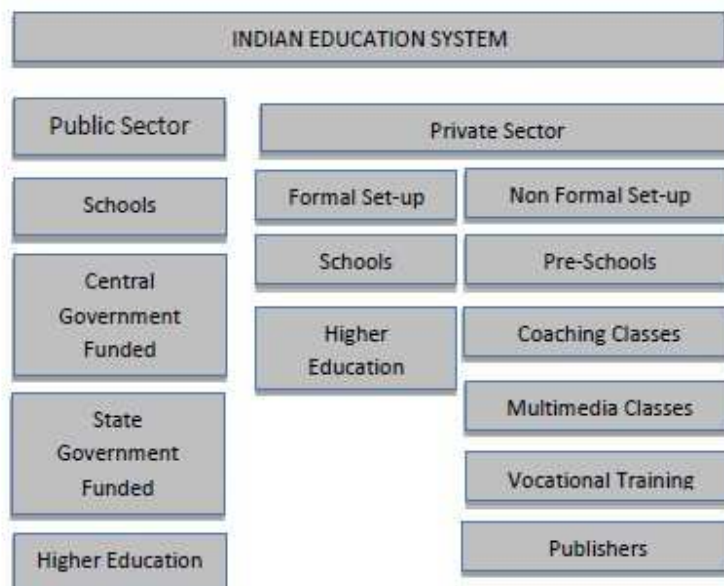 INDIAN EDUCATION SYSTEM
Public Sector
Private Sector
Schools
Central
Government
Funded
State
Government
Funded
Higher Education
Formal Set-up
Schools
Higher
Education
Non Formal Set-up
Pre-Schools
Coaching Classes
Multimedia Classes
Vocational Training
Publishers